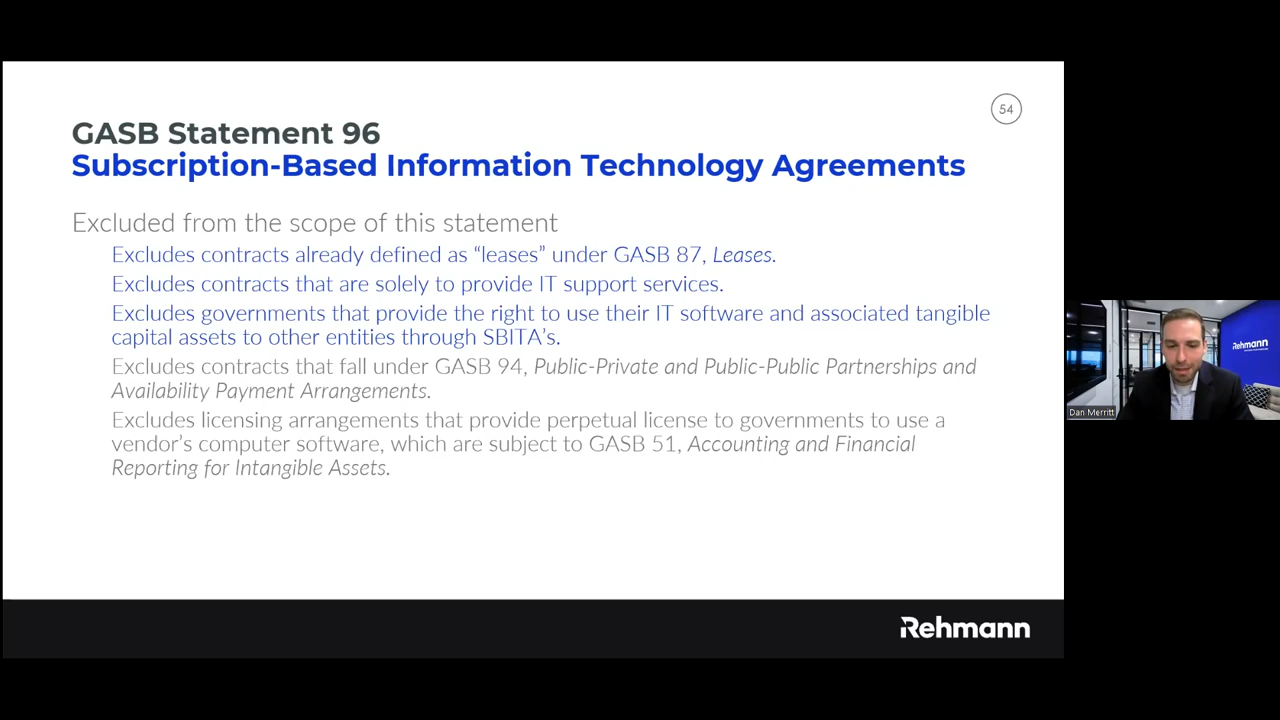 54
GASB Statement 96
Subscription-Based Information Technology Agreements
Excluded from the scope of this statement
Excludes contracts already defined as “leases” under GASB 87, Leases.
Excludes contracts that are solely to provide IT support services.
Excludes governments that provide the right to use their IT software and associated tangible
capital assets to other entities through SBITA’s.
Excludes contracts that fall under GASB 94, Public-Private and Public-Public Partnerships and
Availability Payment Arrangements.
Excludes licensing arrangements that provide perpetual license to governments to use a
vendor’s computer software, which are subject to GASB 51, Accounting and Financial
Reporting for Intangible Assets.
Rehmann
Rehmann
Dan Merritt